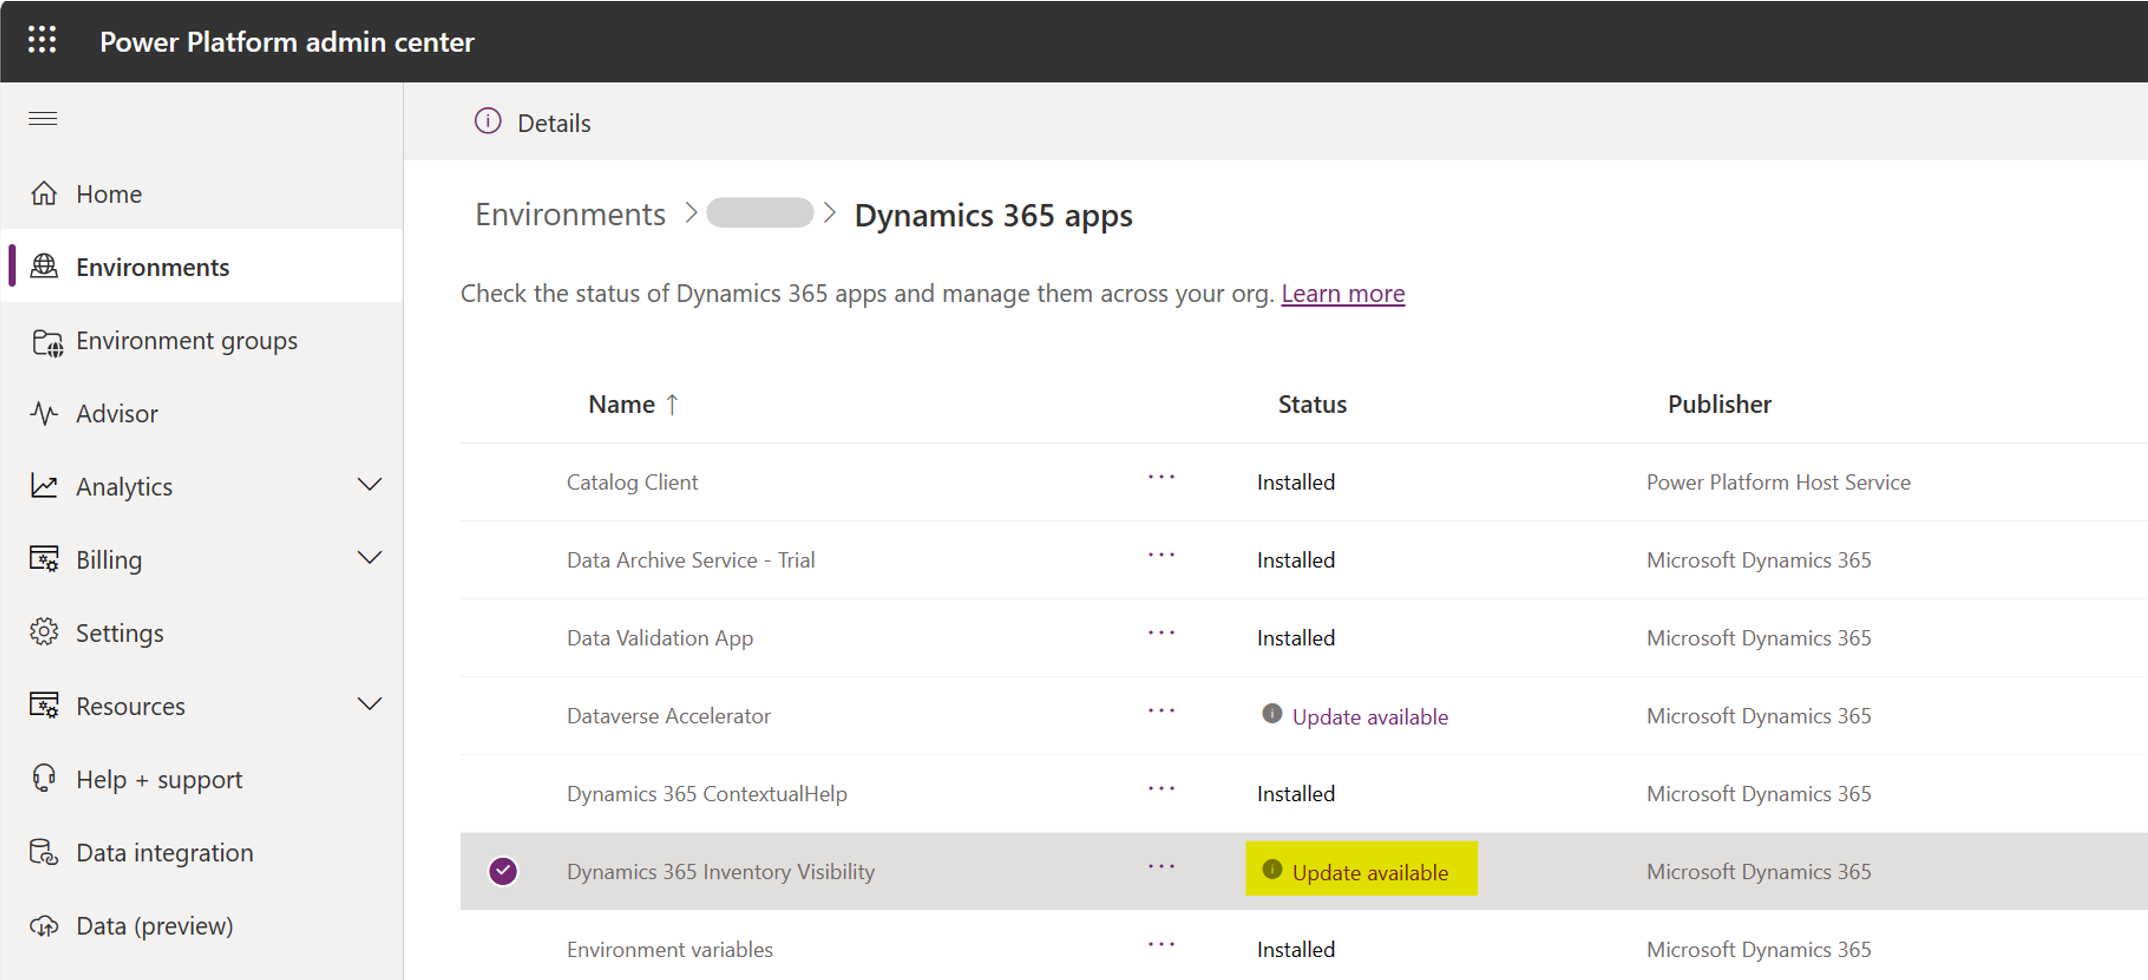 Power Platform admin center
Details
Home
Environments
Environment groups
Advisor
Analytics
Billing
Settings
Resources
Help + support
Data integration
Data (preview)
Environments > > Dynamics 365 apps
Check the status of Dynamics 365 apps and manage them across your org. Learn more
Name ↑ Status Publisher
Catalog Client ... Installed Power Platform Host Service
Data Archive Service - Trial ... Installed Microsoft Dynamics 365
Data Validation App ... Installed Microsoft Dynamics 365
Dataverse Accelerator ... Update available Microsoft Dynamics 365
Dynamics 365 ContextualHelp ... Installed Microsoft Dynamics 365
Dynamics 365 Inventory Visibility ... Update available Microsoft Dynamics 365
Environment variables ... Installed Microsoft Dynamics 365